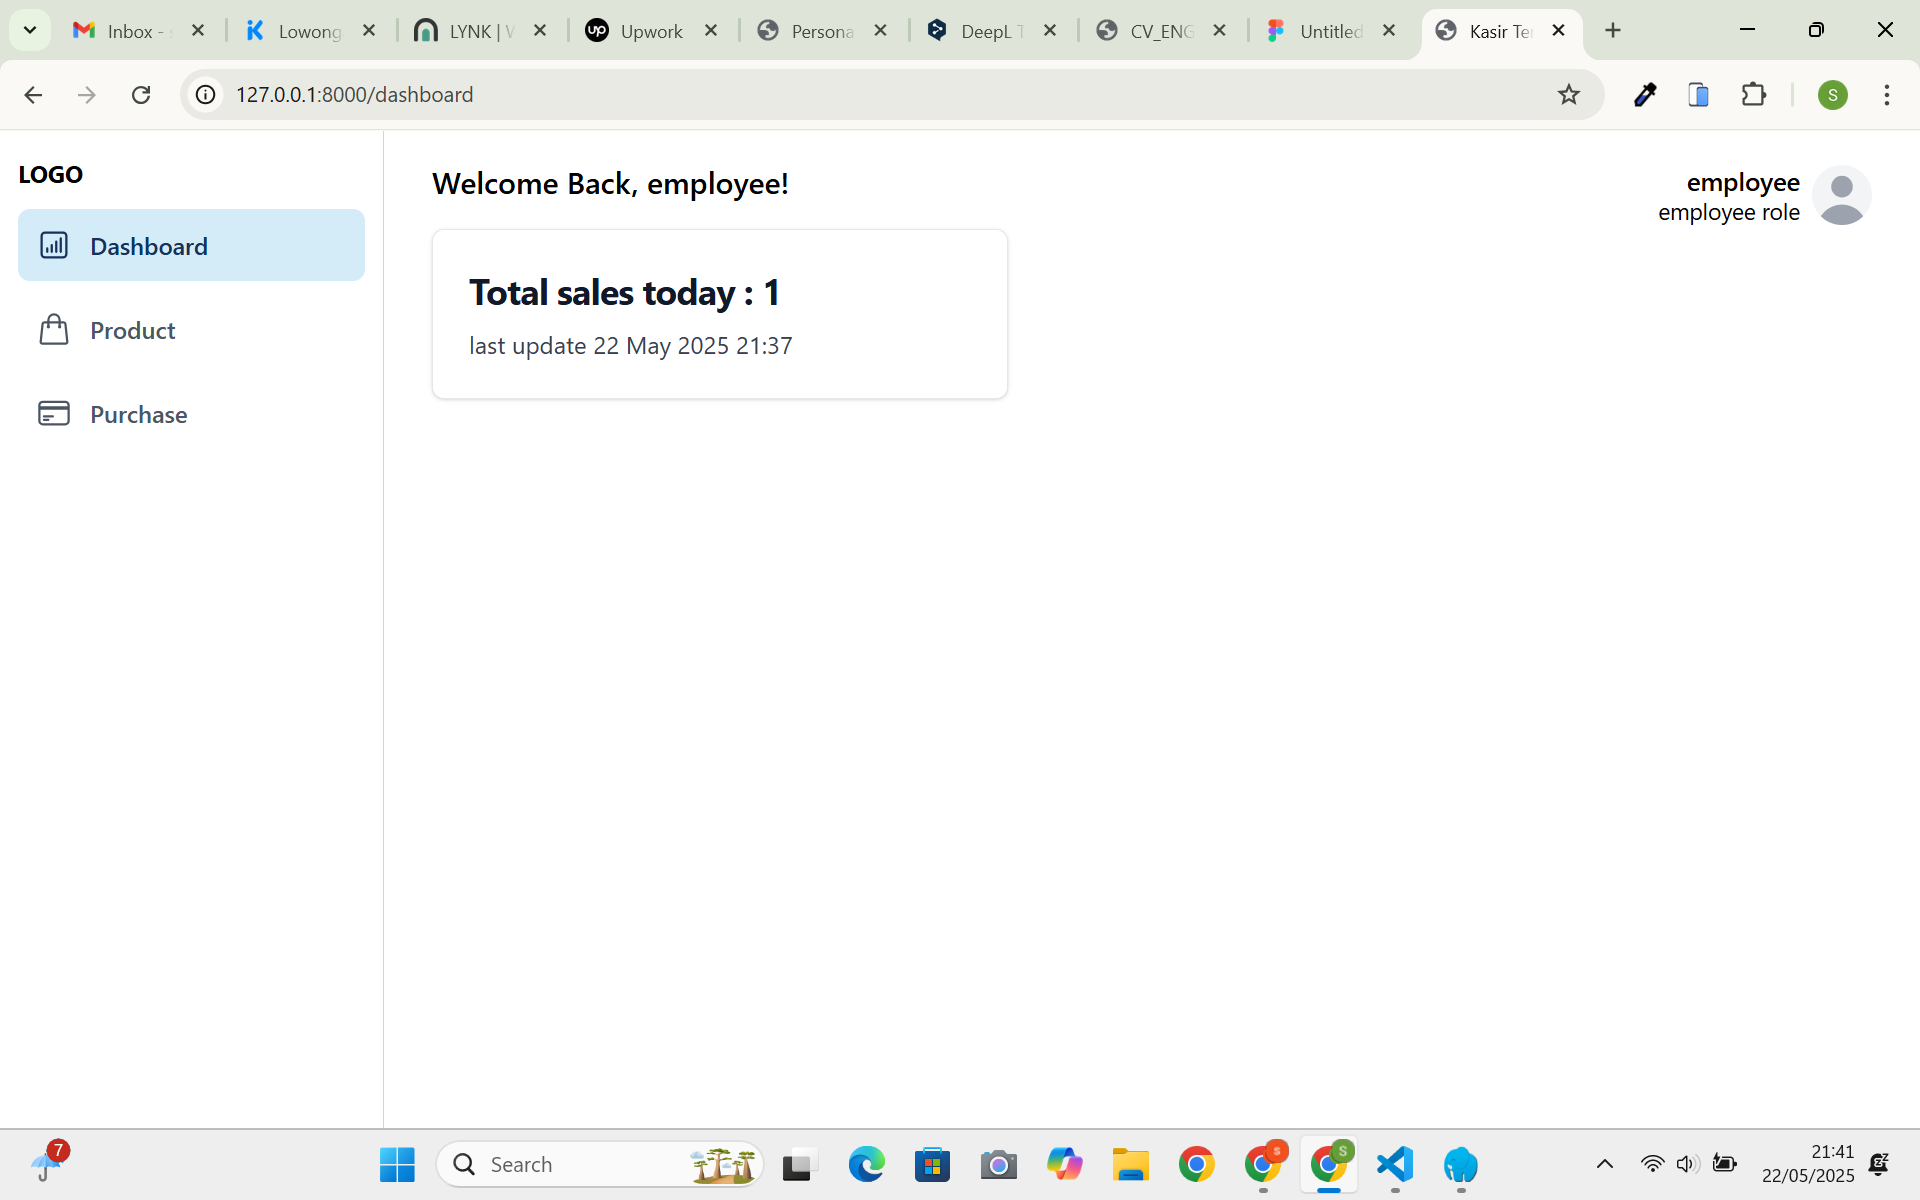 Inbox -
Lowong
LYNK |
Upwork
Persona
DeepL
CV_ENG
Untitled
Kasir Te
127.0.0.1:8000/dashboard
S
LOGO
Dashboard
Product
Purchase
Welcome Back, employee!
employee
employee role
Total sales today : 1
last update 22 May 2025 21:37
7
Search
S
S
21:41
22/05/2025